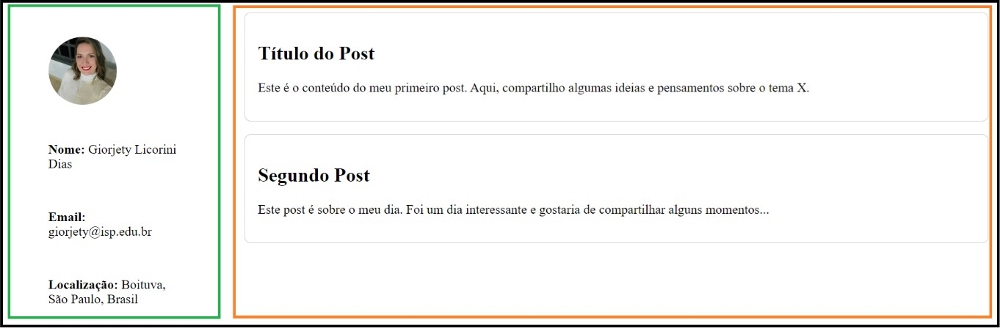 Nome: Giorjety Licorini
Dias
Email:
giorjety@isp.edu.br
Localização: Boituva,
São Paulo, Brasil
Título do Post
Este é o conteúdo do meu primeiro post. Aqui, compartilho algumas ideias e pensamentos sobre o tema X.
Segundo Post
Este post é sobre o meu dia. Foi um dia interessante e gostaria de compartilhar alguns momentos...